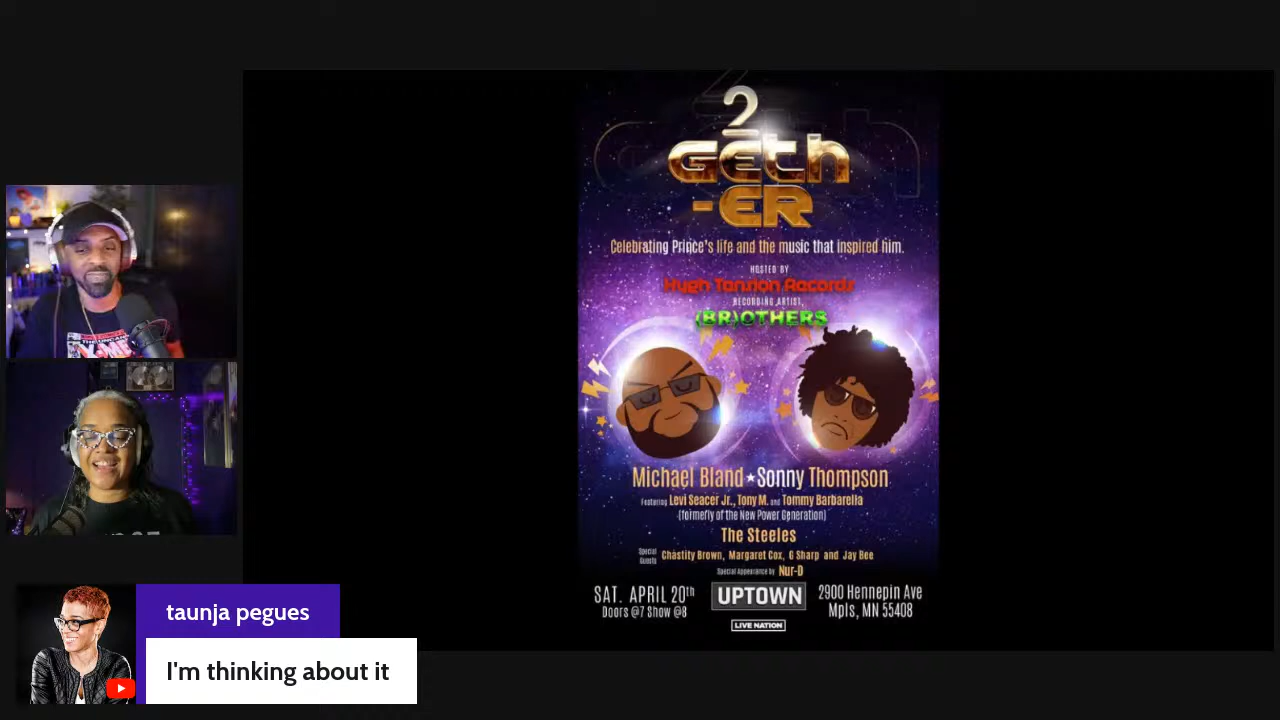 2
GETH
-ER
Celebrating Prince's life and the music that inspired him.
HOSTED BY
Hygh Tension Records
RECORDING ARTIST,
(BR)OTHERS
Michael Bland ★ Sonny Thompson
Featuring Levi Seacer Jr., Tony M. and Tommy Barbarella
(formerly of the New Power Generation)
The Steeles
Special Guests Chastity Brown, Margaret Cox, G Sharp and Jay Bee
Special Appearance by Nur-D
SAT. APRIL 20th
Doors @7 Show @8
UPTOWN
LIVE NATION
2900 Hennepin Ave
Mpls, MN 55408
taunja pegues
I'm thinking about it